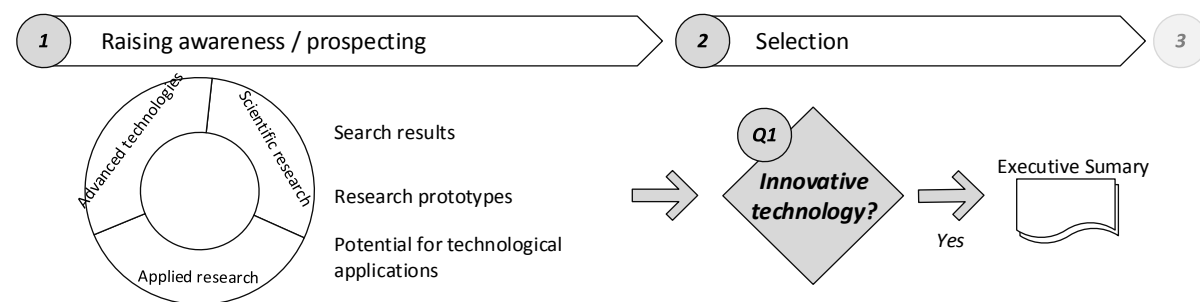 1 Raising awareness / prospecting
2 Selection
3
Advanced technologies
Scientific research
Applied research
Search results
Research prototypes
Potential for technological
applications
Q1
Innovative
technology?
Yes
Executive Sumary